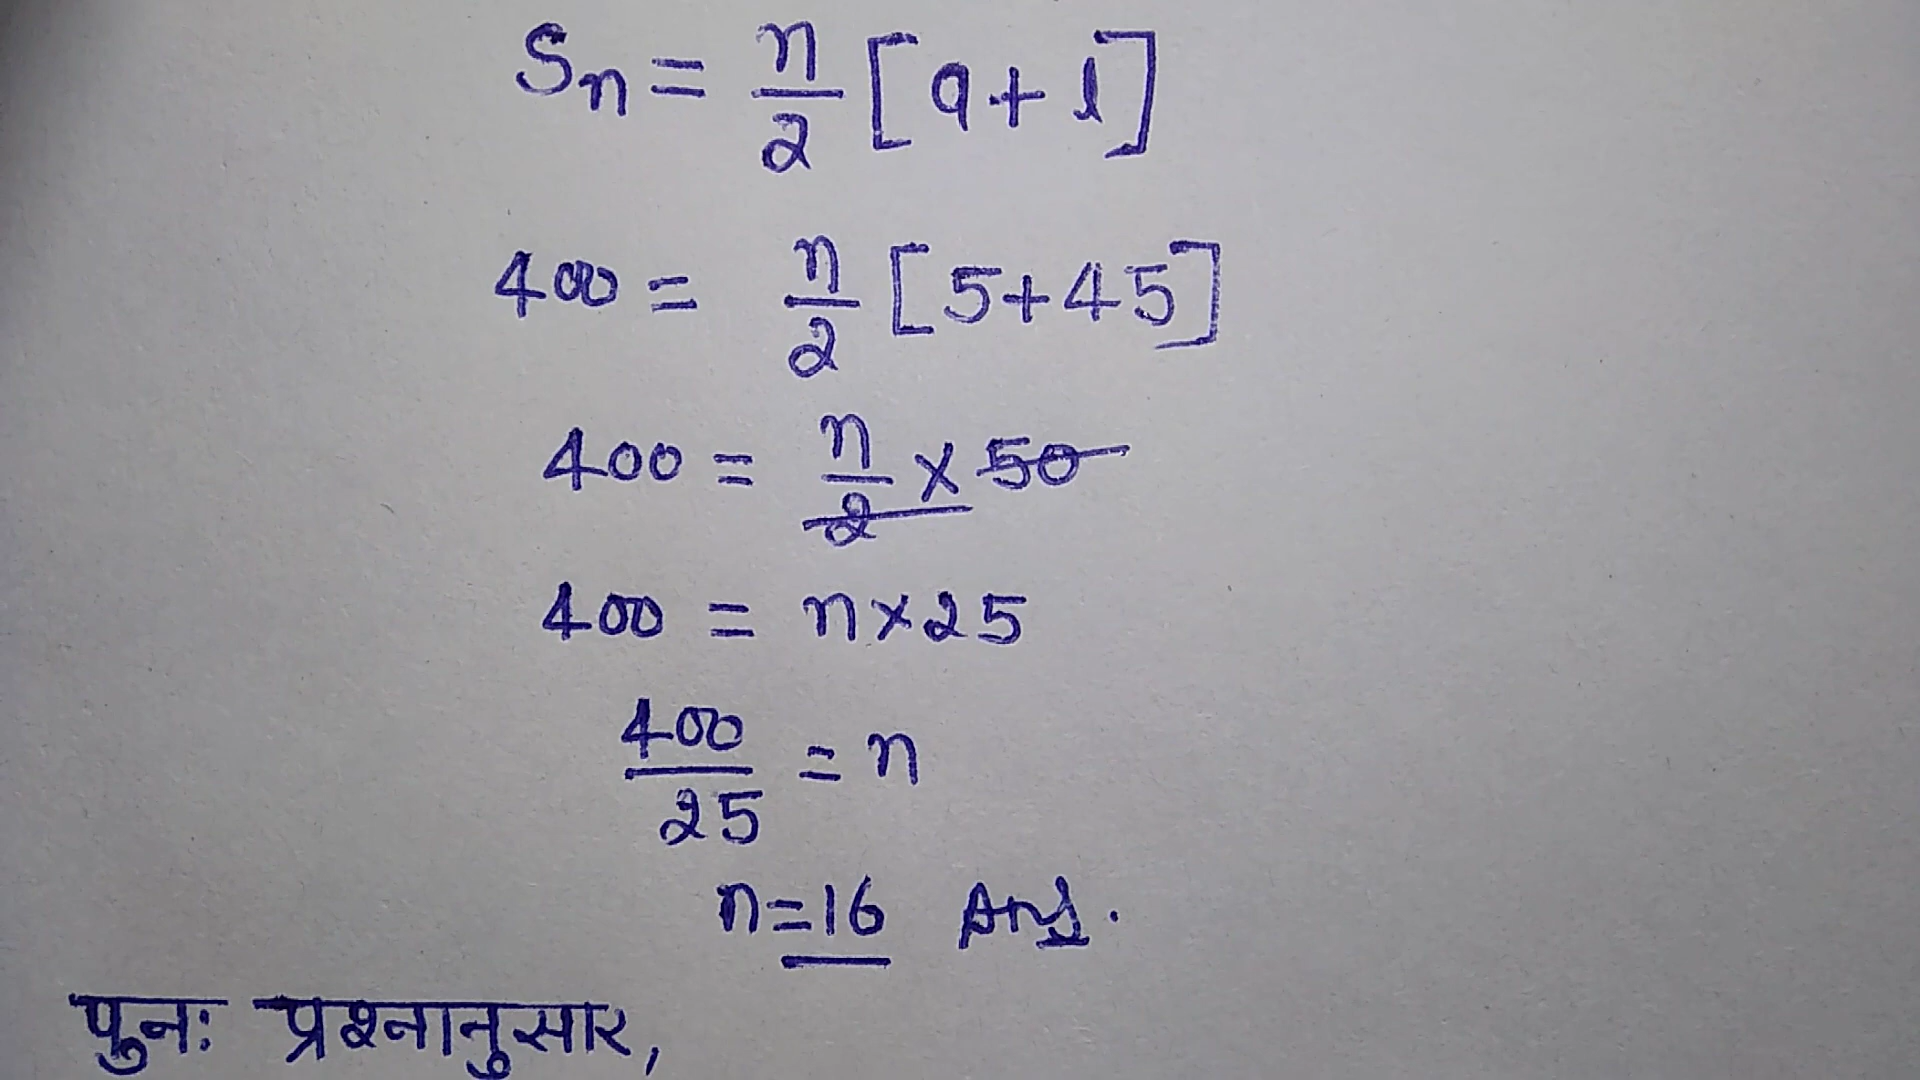 Sn = n/2 [a+l]
400 = n/2 [5+45]
400 = n/2 × 50
400 = n×25
400/25 = n
n=16 Ans.
पुनः प्रश्नानुसार,